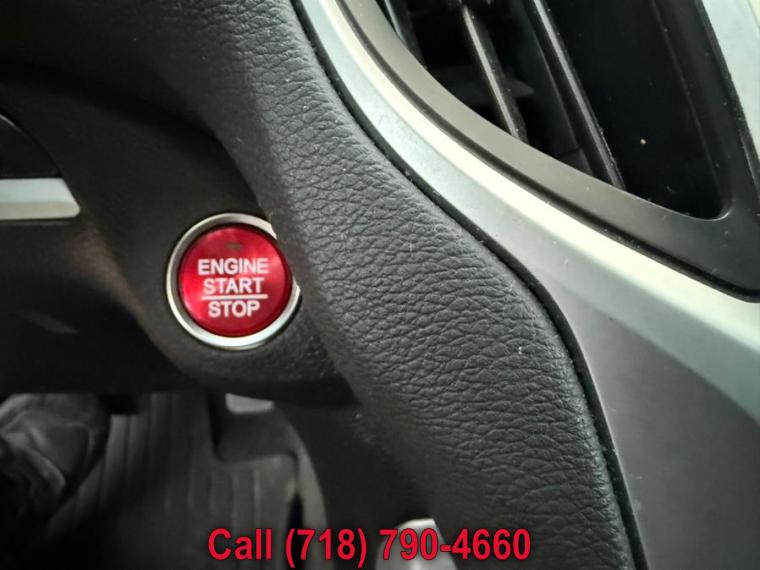 ENGINE
START
STOP
Call (718) 790-4660